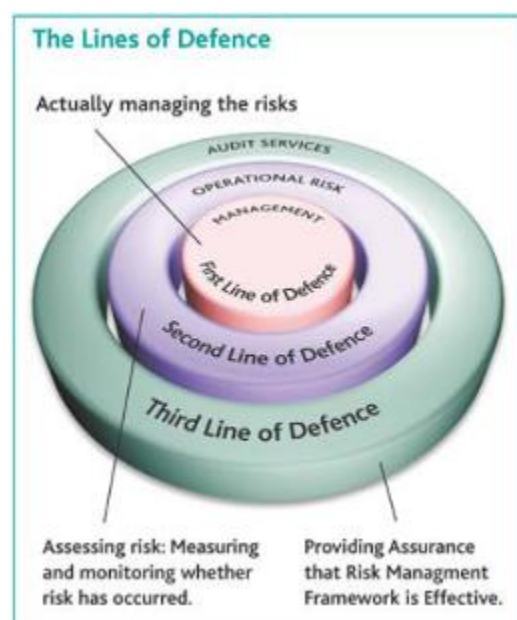 The Lines of Defence
Actually managing the risks
AUDIT SERVICES
OPERATIONAL RISK
MANAGEMENT
First Line of Defence
Second Line of Defence
Third Line of Defence
Assessing risk: Measuring
and monitoring whether
risk has occurred.
Providing Assurance
that Risk Managment
Framework is Effective.